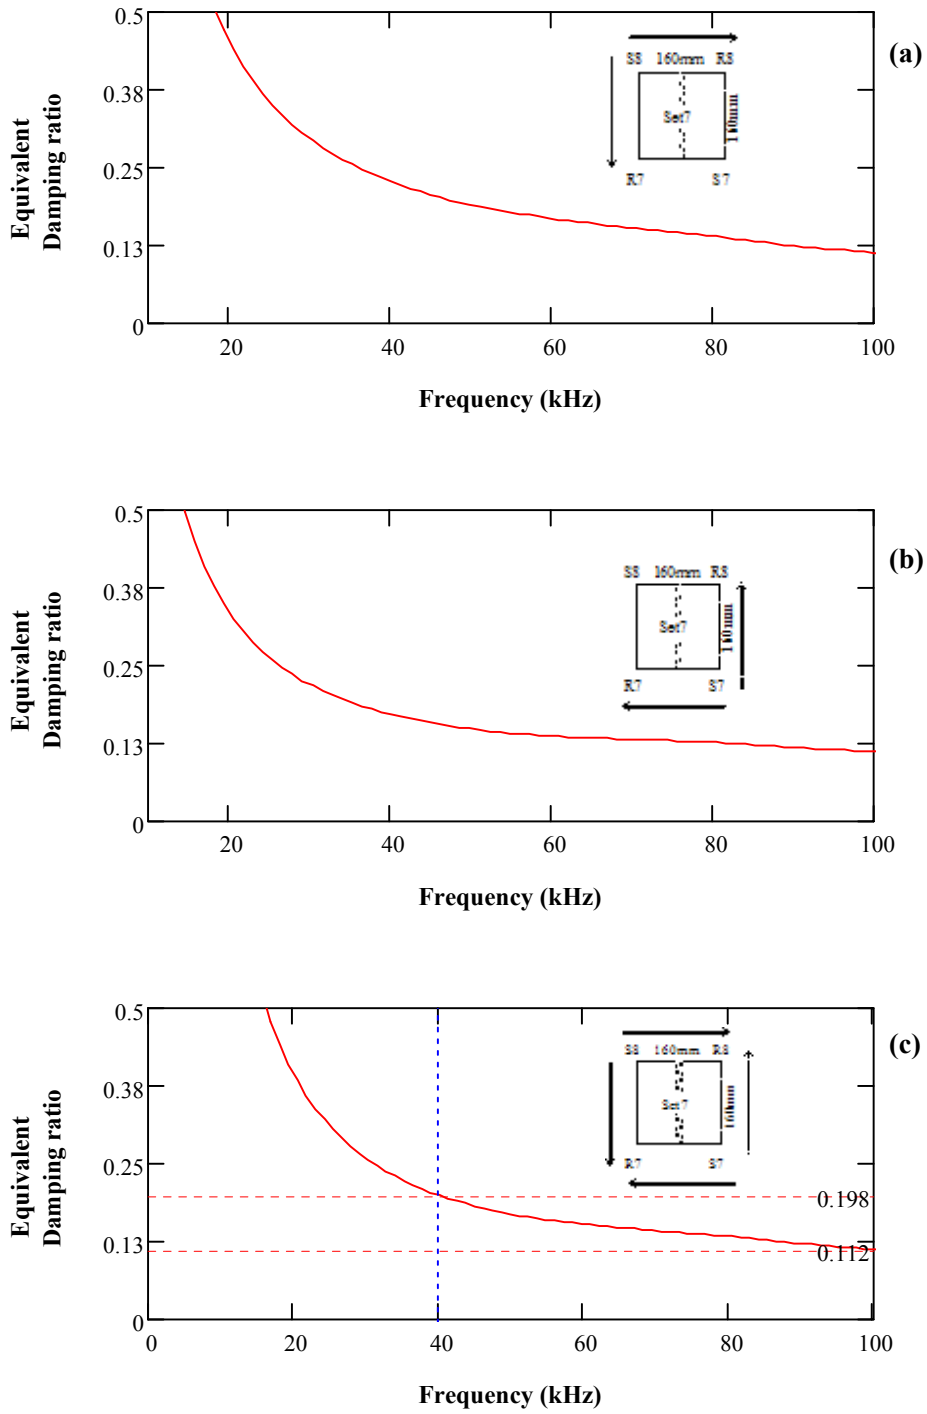 0.5
(a)
S8 160mm R8
0.38
Set7
160mm
0.25
R7 S7
0.13
0
20 40 60 80 100
Equivalent
Damping ratio
Frequency (kHz)
0.5
(b)
S8 160mm R8
0.38
Set7
160mm
0.25
R7 S7
0.13
0
20 40 60 80 100
Equivalent
Damping ratio
Frequency (kHz)
0.5
(c)
S8 160mm R8
0.38
Set7
160mm
0.25
R7 S7
0.198
0.13
0.112
0
0 20 40 60 80 100
Equivalent
Damping ratio
Frequency (kHz)